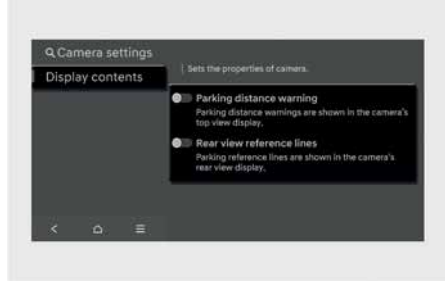 Camera settings
Display contents
Sets the properties of camera.
Parking distance warning
Parking distance warnings are shown in the camera's
top view display.
Rear view reference lines
Parking reference lines are shown in the camera's
rear view display.